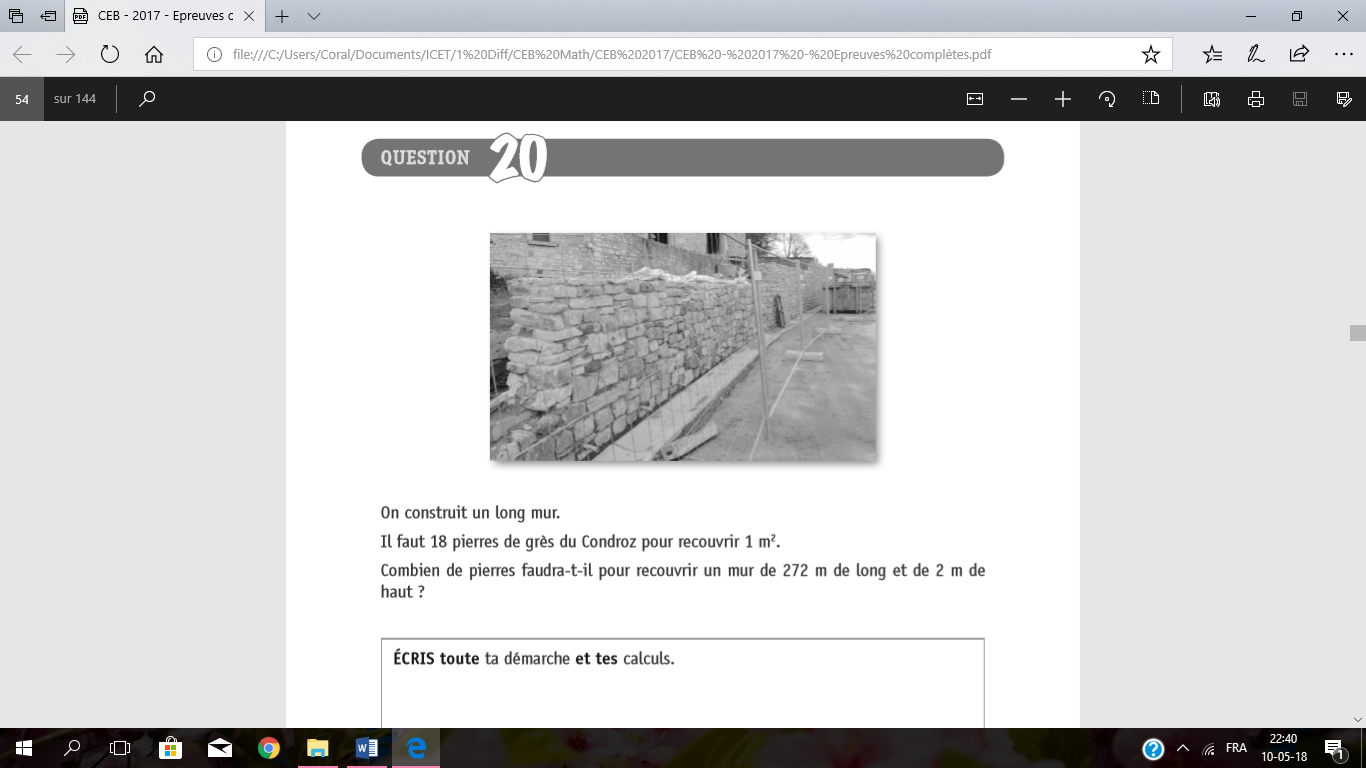 CEB - 2017 - Epreuves c
file:///C:/Users/Coral/Documents/ICET/1%20Diff/CEB%20Math/CEB%202017/CEB%20-%202017%20-%20Epreuves%20complètes.pdf
54 sur 144
QUESTION 20
On construit un long mur.
Il faut 18 pierres de grès du Condroz pour recouvrir 1 m².
Combien de pierres faudra-t-il pour recouvrir un mur de 272 m de long et de 2 m de
haut ?
ÉCRIS toute ta démarche et tes calculs.
FRA
22:40
10-05-18
1